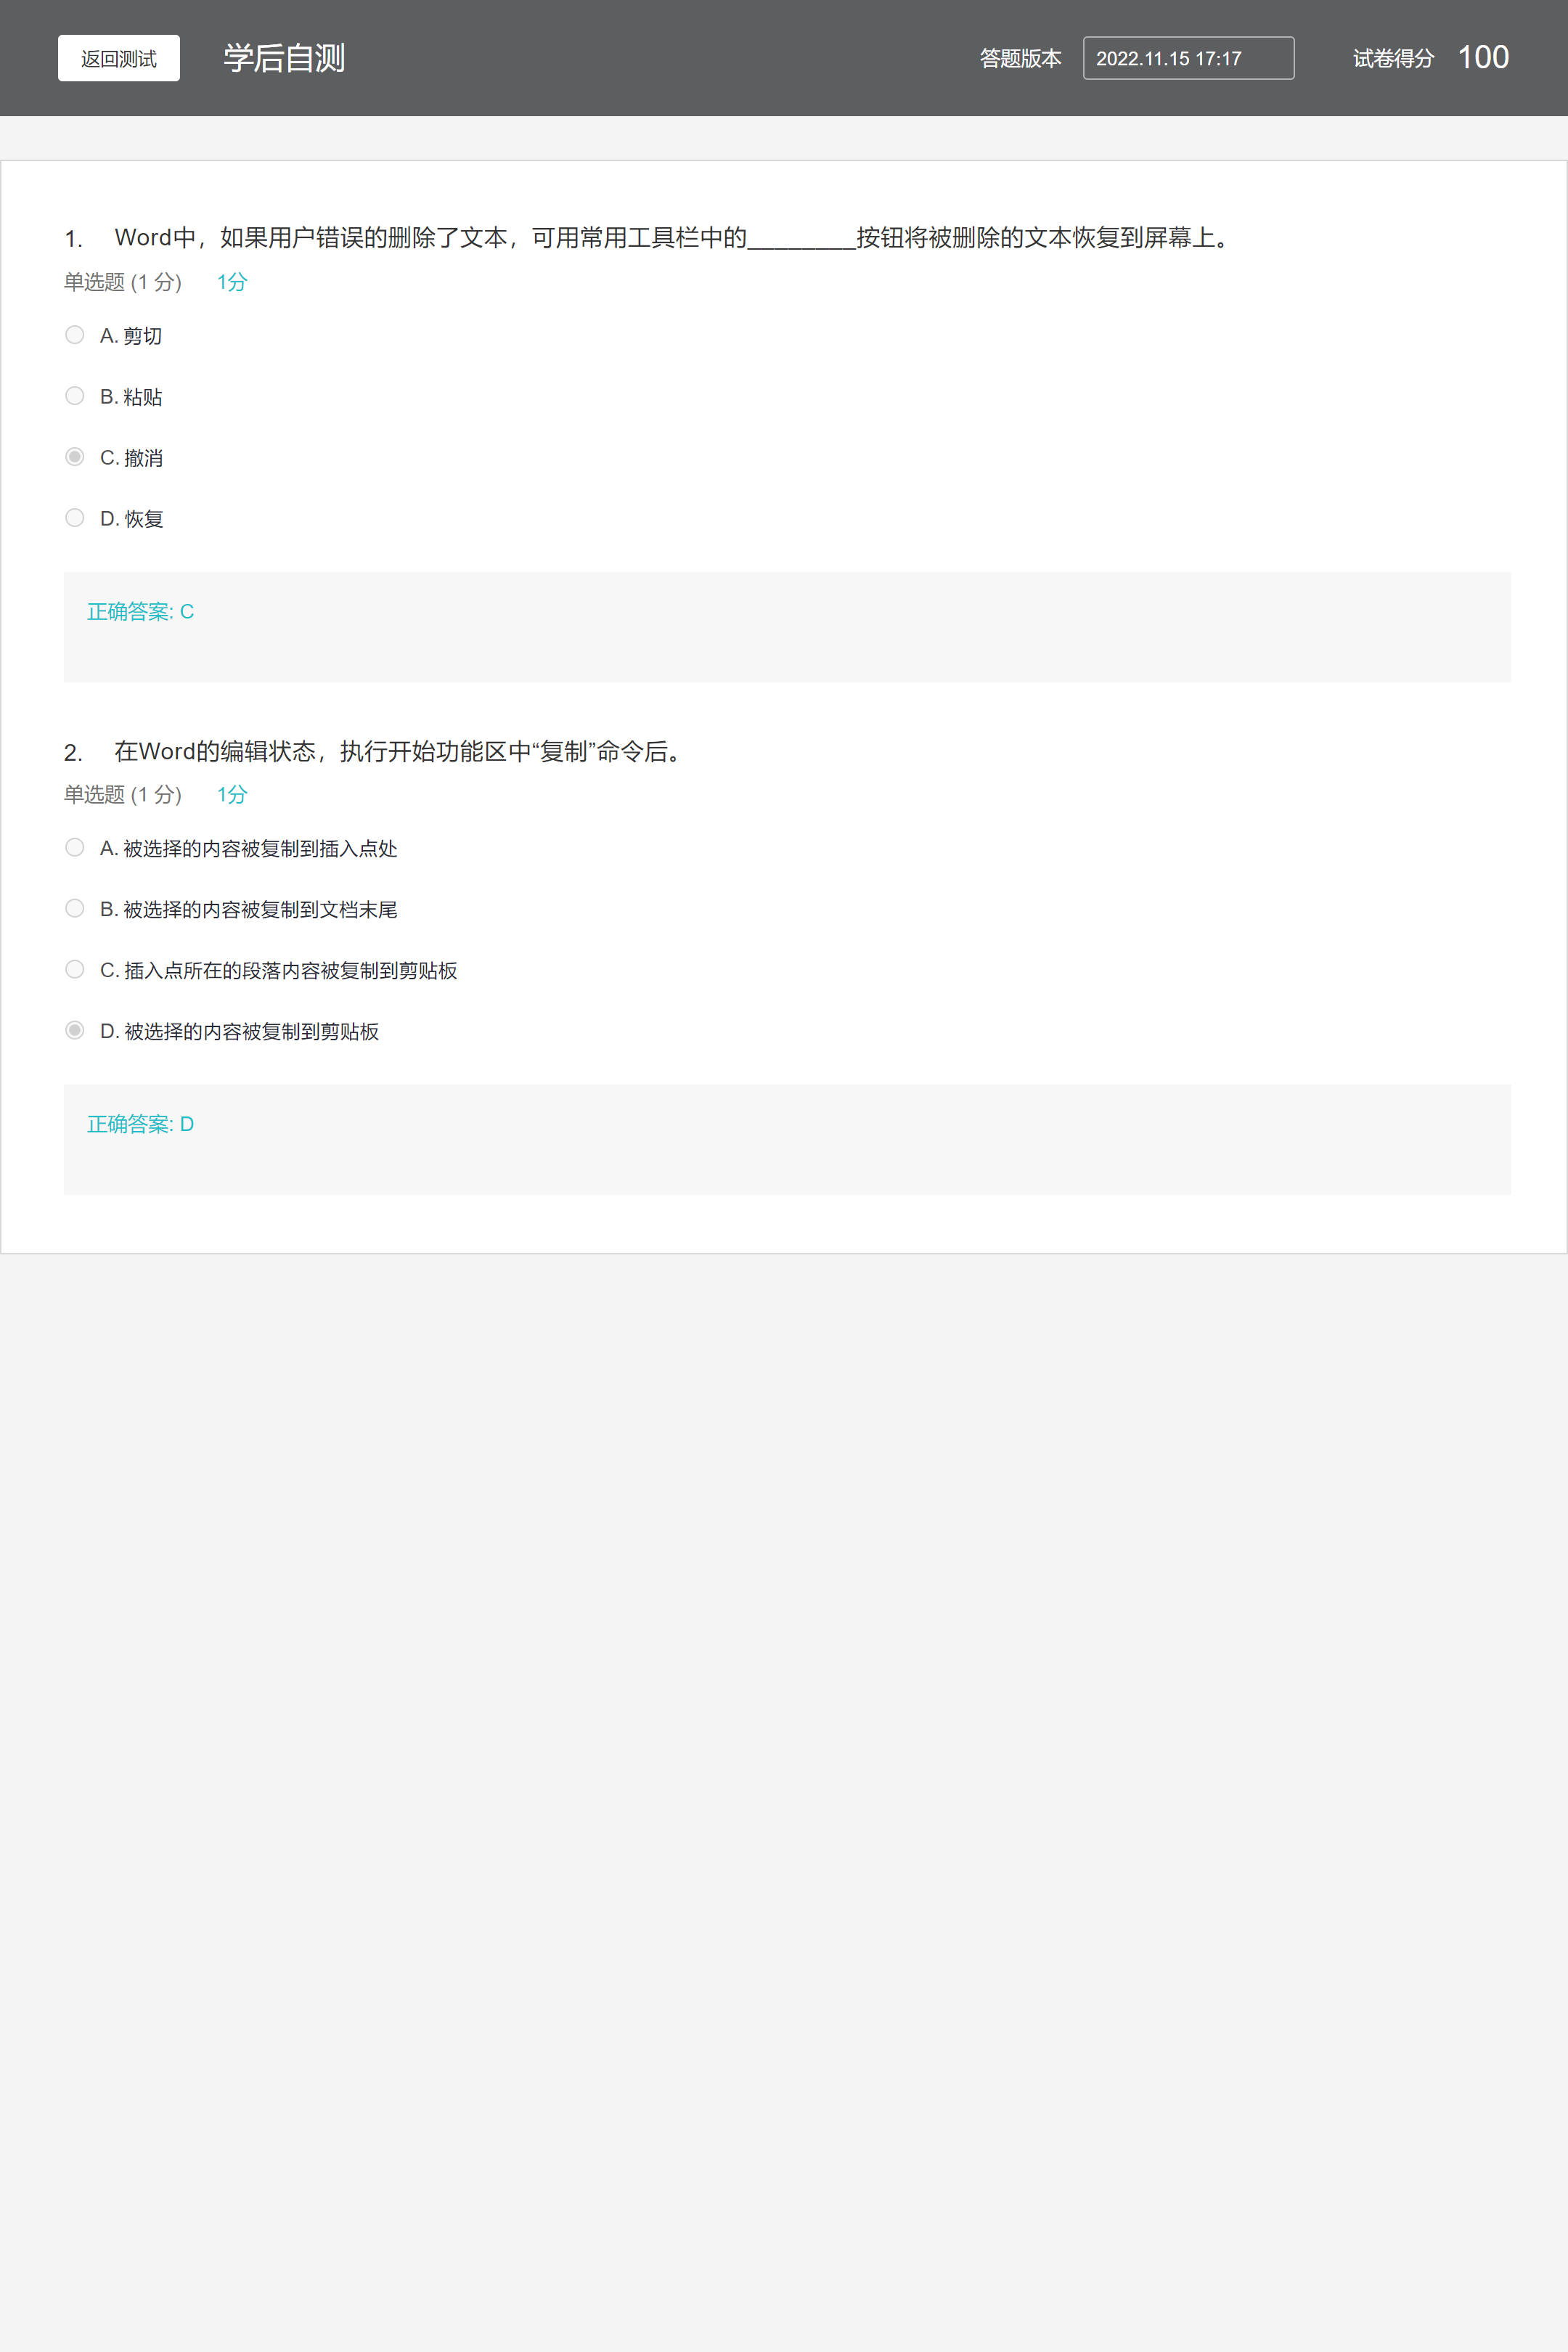 返回测试 学后自测 答题版本 2022.11.15 17:17 试卷得分 100
1. Word中，如果用户错误的删除了文本，可用常用工具栏中的________按钮将被删除的文本恢复到屏幕上。
单选题 (1 分) 1分
A. 剪切
B. 粘贴
C. 撤消
D. 恢复
正确答案: C
2. 在Word的编辑状态，执行开始功能区中“复制”命令后。
单选题 (1 分) 1分
A. 被选择的内容被复制到插入点处
B. 被选择的内容被复制到文档末尾
C. 插入点所在的段落内容被复制到剪贴板
D. 被选择的内容被复制到剪贴板
正确答案: D